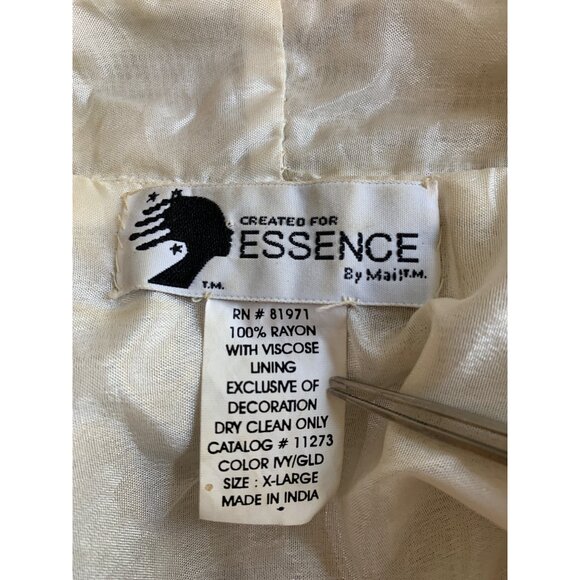 CREATED FOR
ESSENCE
By Mail T.M.
T.M.
RN # 81971
100% RAYON
WITH VISCOSE
LINING
EXCLUSIVE OF
DECORATION
DRY CLEAN ONLY
CATALOG # 11273
COLOR IVY/GLD
SIZE : X-LARGE
MADE IN INDIA